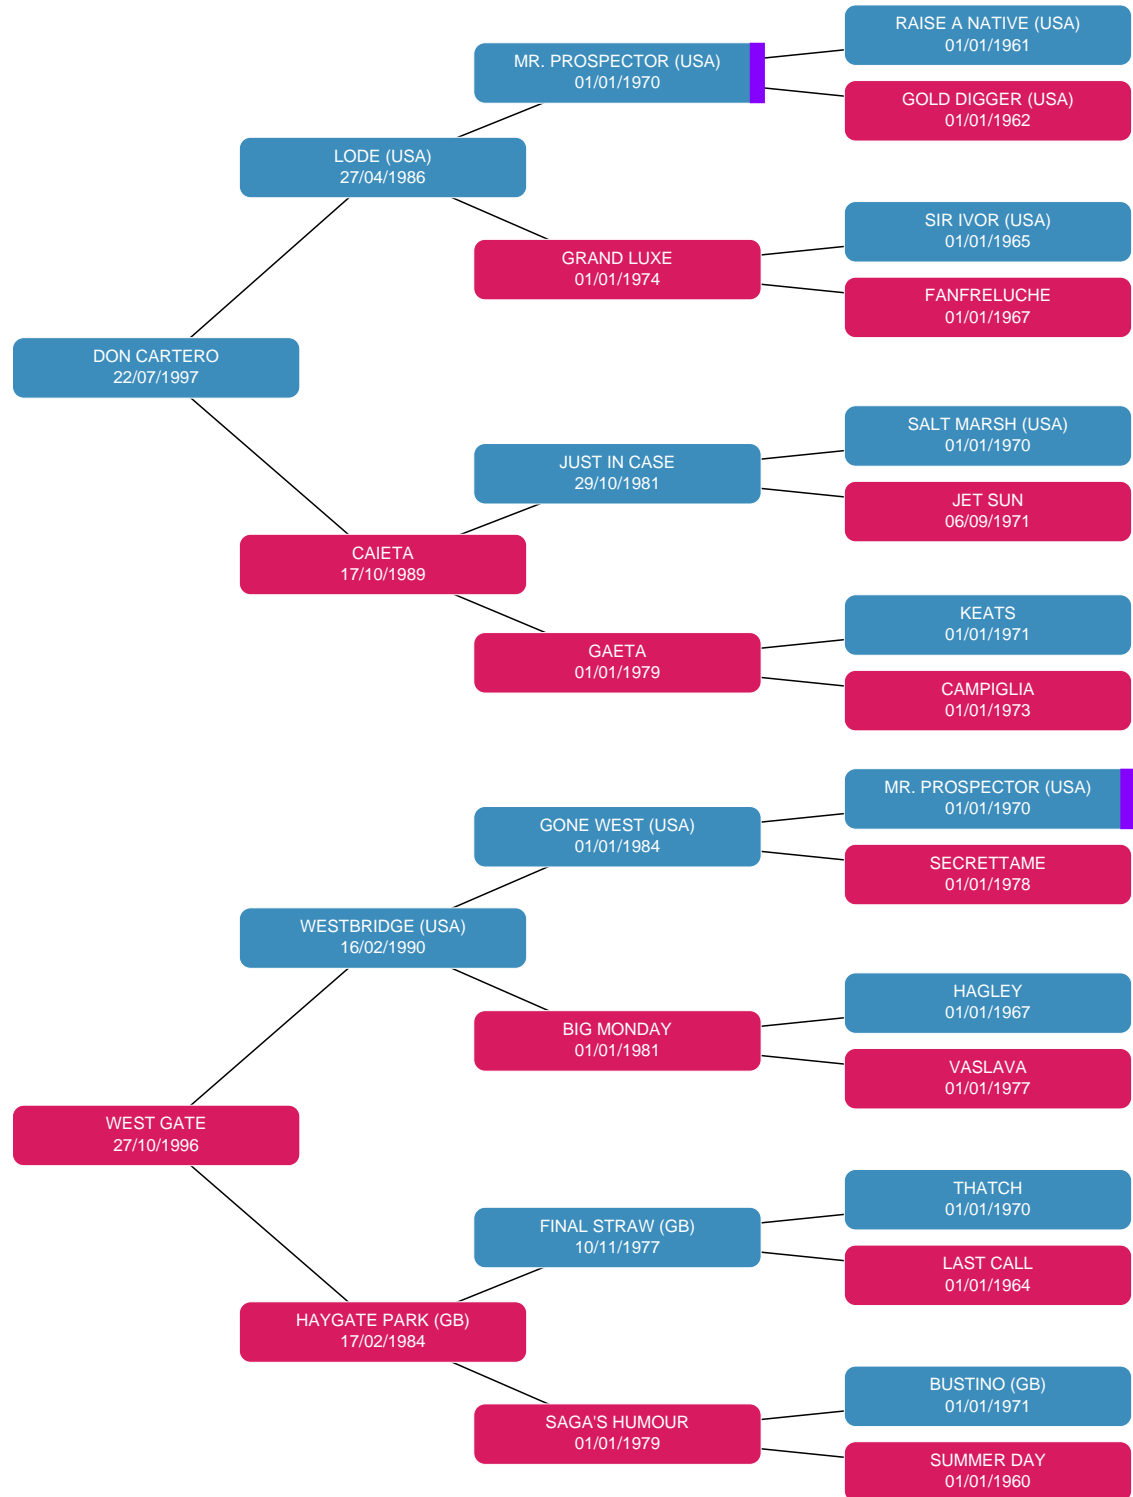 RAISE A NATIVE (USA)
01/01/1961
MR. PROSPECTOR (USA)
01/01/1970
GOLD DIGGER (USA)
01/01/1962
LODE (USA)
27/04/1986
SIR IVOR (USA)
01/01/1965
GRAND LUXE
01/01/1974
FANFRELUCHE
01/01/1967
DON CARTERO
22/07/1997
SALT MARSH (USA)
01/01/1970
JUST IN CASE
29/10/1981
JET SUN
06/09/1971
CAIETA
17/10/1989
KEATS
01/01/1971
GAETA
01/01/1979
CAMPIGLIA
01/01/1973
MR. PROSPECTOR (USA)
01/01/1970
GONE WEST (USA)
01/01/1984
SECRETTAME
01/01/1978
WESTBRIDGE (USA)
16/02/1990
HAGLEY
01/01/1967
BIG MONDAY
01/01/1981
VASLAVA
01/01/1977
WEST GATE
27/10/1996
THATCH
01/01/1970
FINAL STRAW (GB)
10/11/1977
LAST CALL
01/01/1964
HAYGATE PARK (GB)
17/02/1984
BUSTINO (GB)
01/01/1971
SAGA'S HUMOUR
01/01/1979
SUMMER DAY
01/01/1960